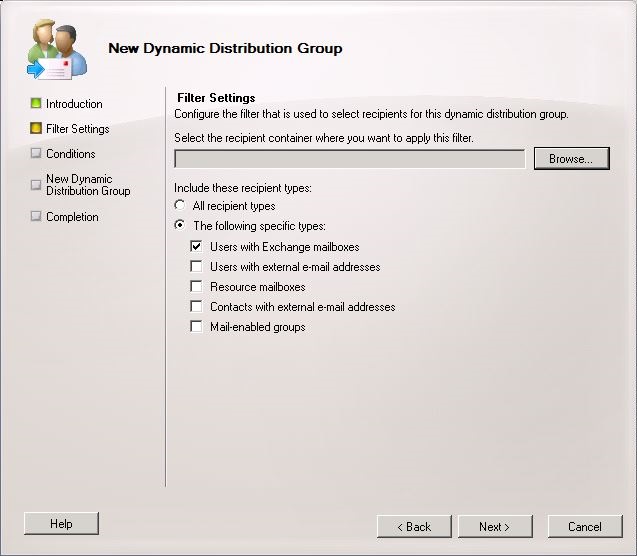 New Dynamic Distribution Group
Introduction
Filter Settings
Conditions
New Dynamic
Distribution Group
Completion
Filter Settings
Configure the filter that is used to select recipients for this dynamic distribution group.
Select the recipient container where you want to apply this filter.
Browse...
Include these recipient types:
All recipient types
The following specific types:
Users with Exchange mailboxes
Users with external e-mail addresses
Resource mailboxes
Contacts with external e-mail addresses
Mail-enabled groups
Help
< Back
Next >
Cancel